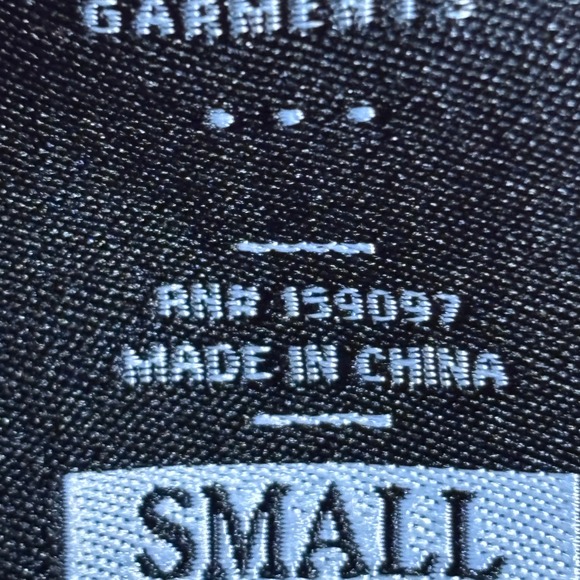 GARMENTS
RN# 159097
MADE IN CHINA
SMALL